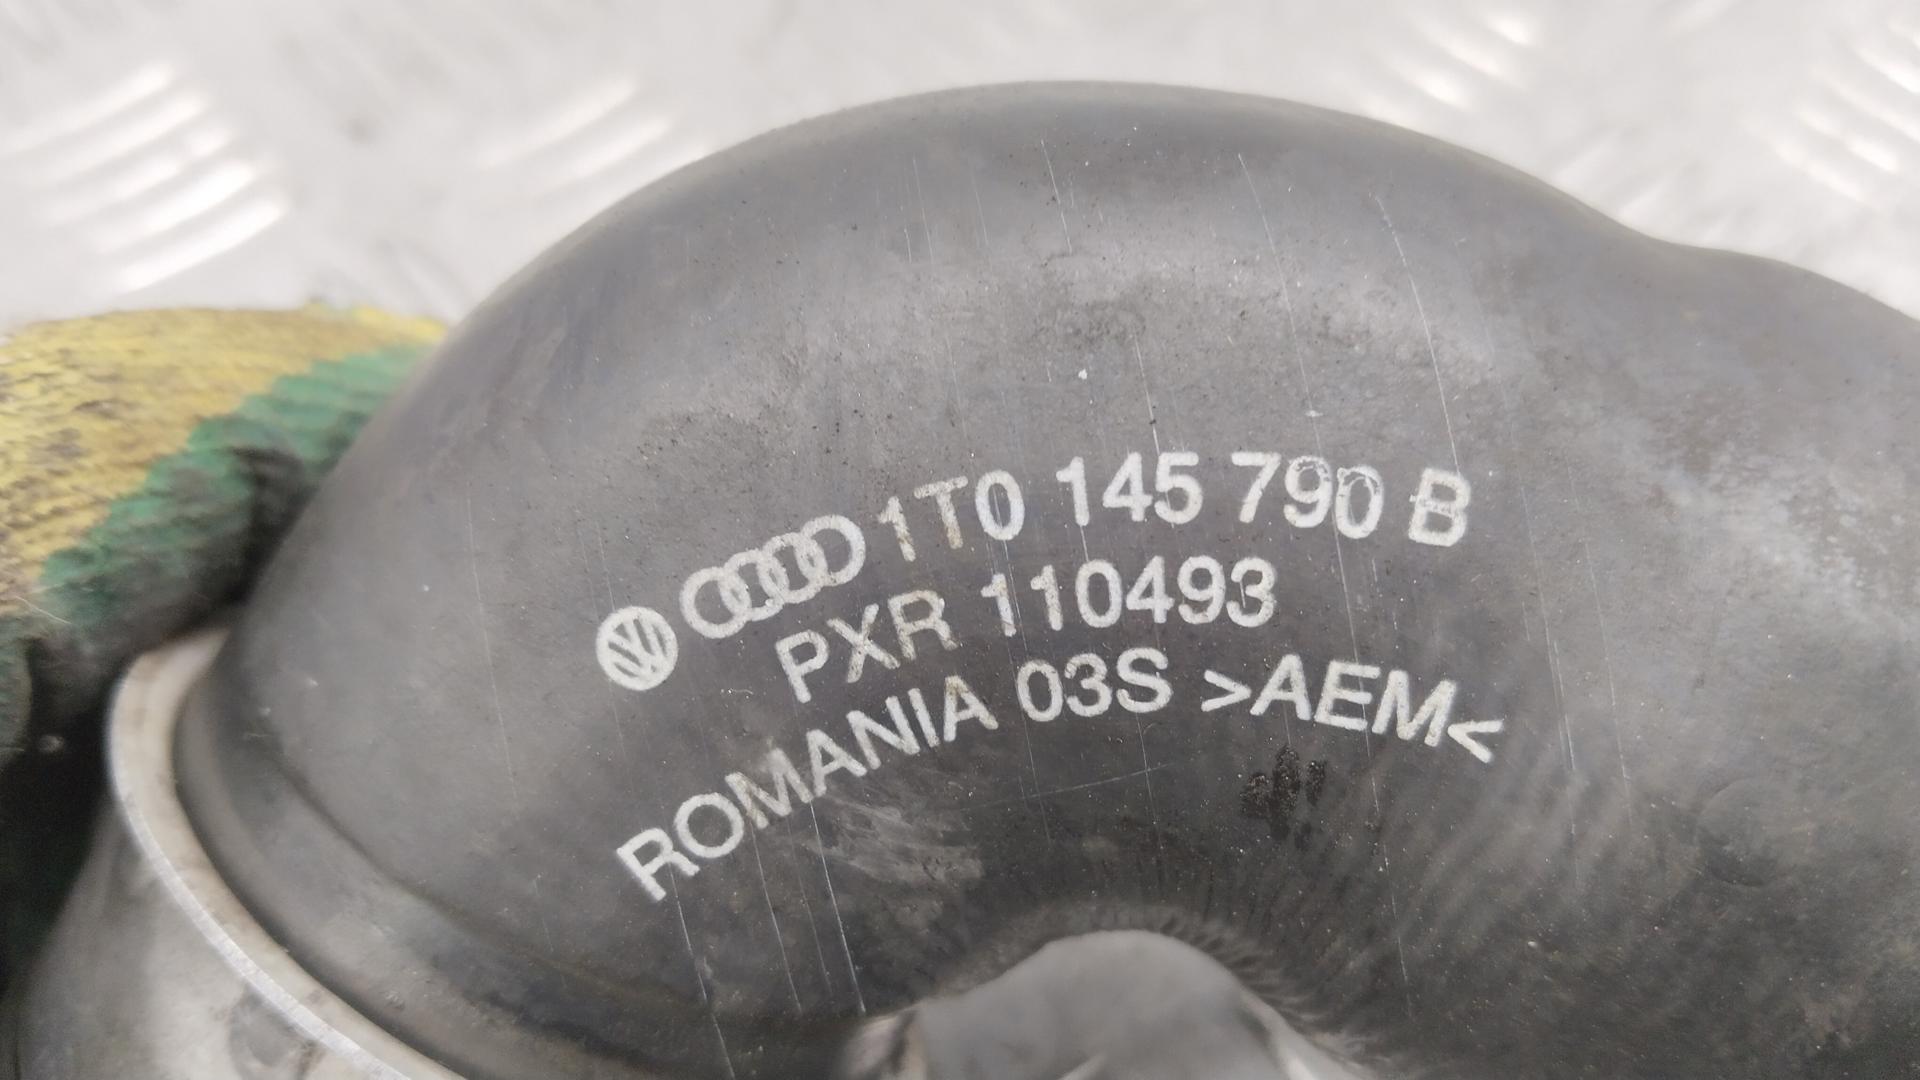 1T0 145 790 B
PXR 110493
ROMANIA 03S >AEM<